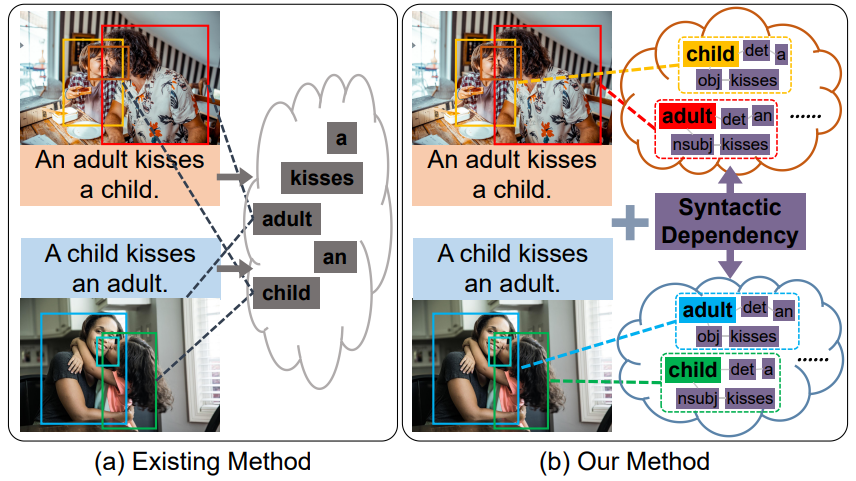 An adult kisses
a child.
A child kisses
an adult.
a
kisses
adult
an
child
(a) Existing Method
An adult kisses
a child.
A child kisses
an adult.
child det a
obj kisses
adult det an
nsubj kisses
......
+
Syntactic
Dependency
adult det an
obj kisses
child det a
nsubj kisses
......
(b) Our Method